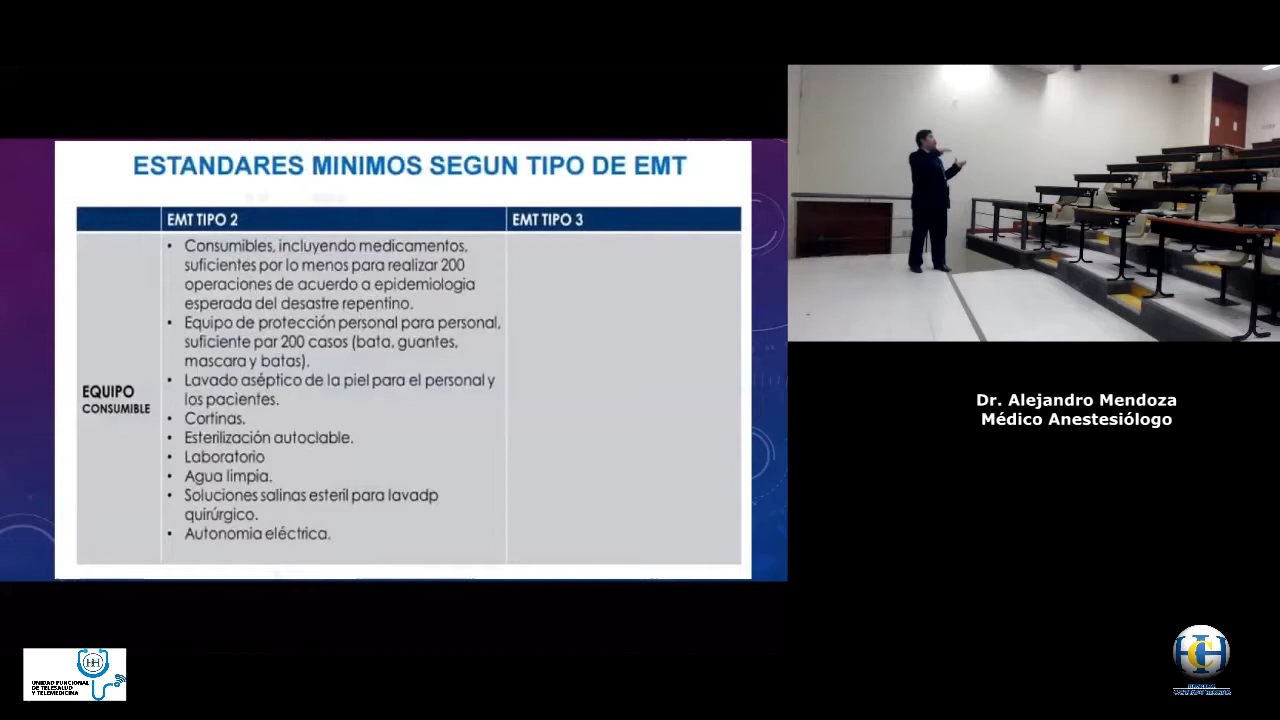 ESTANDARES MINIMOS SEGUN TIPO DE EMT
EMT TIPO 2
EMT TIPO 3
EQUIPO
CONSUMIBLE
• Consumibles, incluyendo medicamentos,
suficientes por lo menos para realizar 200
operaciones de acuerdo a epidemiologia
esperada del desastre repentino.
• Equipo de protección personal para personal,
suficiente par 200 casos (bata, guantes,
mascara y batas).
• Lavado aséptico de la piel para el personal y
los pacientes.
• Cortinas.
• Esterilización autoclable.
• Laboratorio
• Agua limpia.
• Soluciones salinas esteril para lavadp
quirúrgico.
• Autonomia eléctrica.
Dr. Alejandro Mendoza
Médico Anestesiólogo
UNIDAD FUNCIONAL
DE TELESALUD
Y TELEMEDICINA